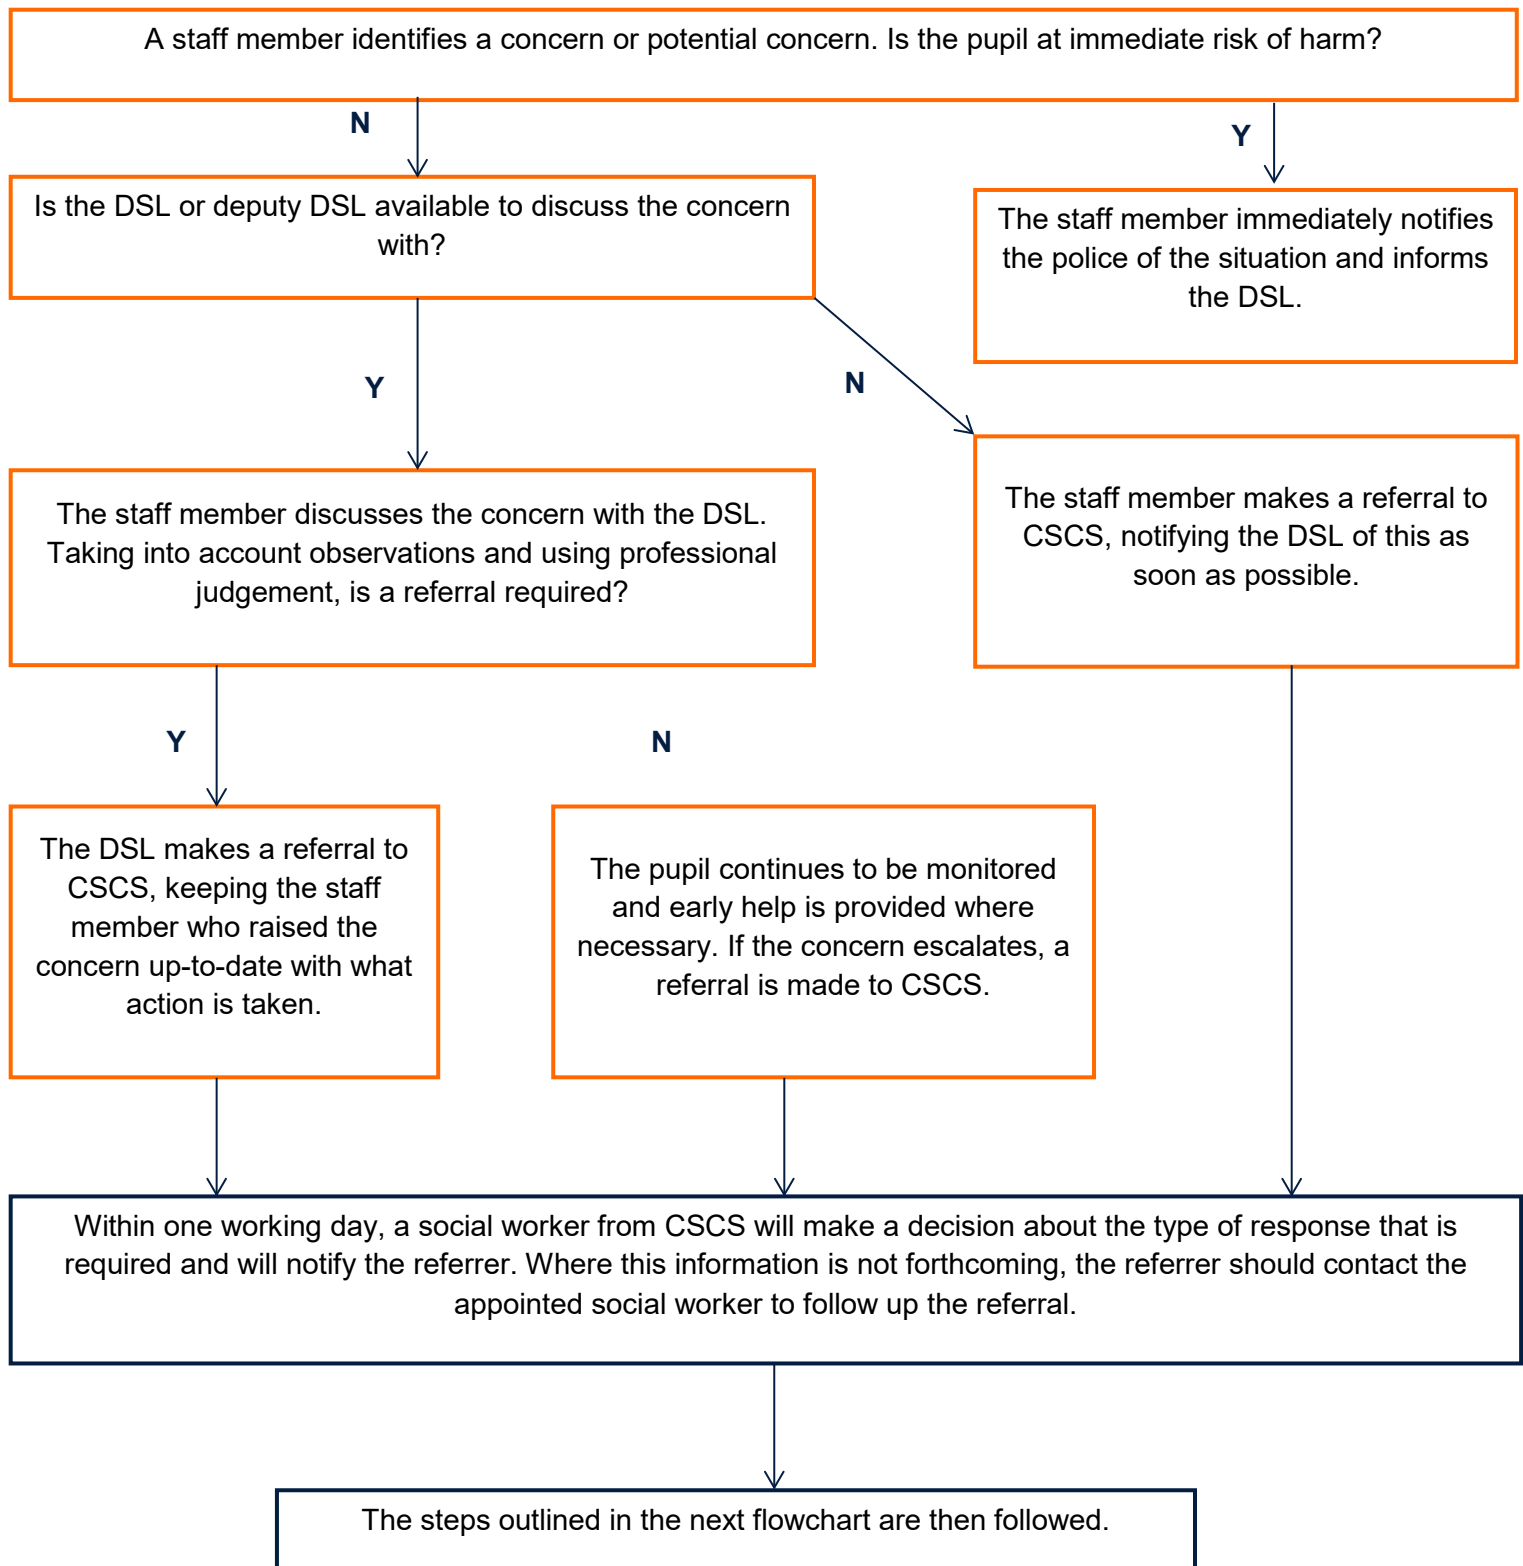 A staff member identifies a concern or potential concern. Is the pupil at immediate risk of harm?
N
Y
Is the DSL or deputy DSL available to discuss the concern
with?
The staff member immediately notifies
the police of the situation and informs
the DSL.
Y
N
The staff member discusses the concern with the DSL.
Taking into account observations and using professional
judgement, is a referral required?
The staff member makes a referral to
CSCS, notifying the DSL of this as
soon as possible.
Y
N
The DSL makes a referral to
CSCS, keeping the staff
member who raised the
concern up-to-date with what
action is taken.
The pupil continues to be monitored
and early help is provided where
necessary. If the concern escalates, a
referral is made to CSCS.
Within one working day, a social worker from CSCS will make a decision about the type of response that is
required and will notify the referrer. Where this information is not forthcoming, the referrer should contact the
appointed social worker to follow up the referral.
The steps outlined in the next flowchart are then followed.